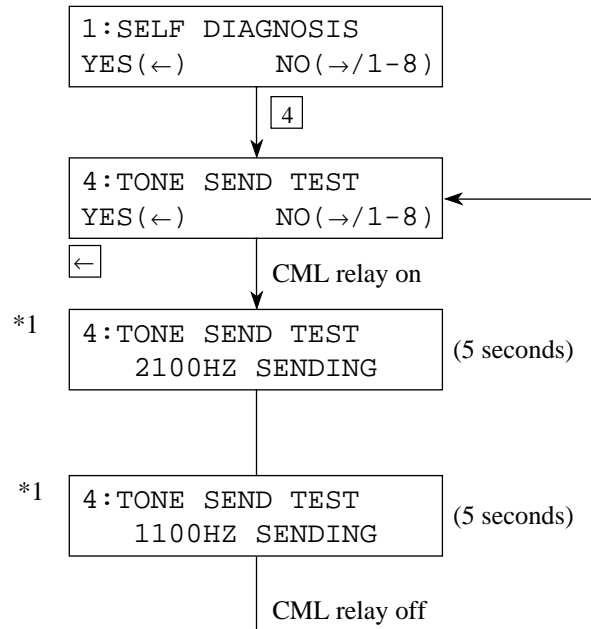 1:SELF DIAGNOSIS
YES(←) NO(→/1-8)
4
4:TONE SEND TEST
YES(←) NO(→/1-8)
←
CML relay on
*1
4:TONE SEND TEST
2100HZ SENDING
(5 seconds)
*1
4:TONE SEND TEST
1100HZ SENDING
(5 seconds)
CML relay off